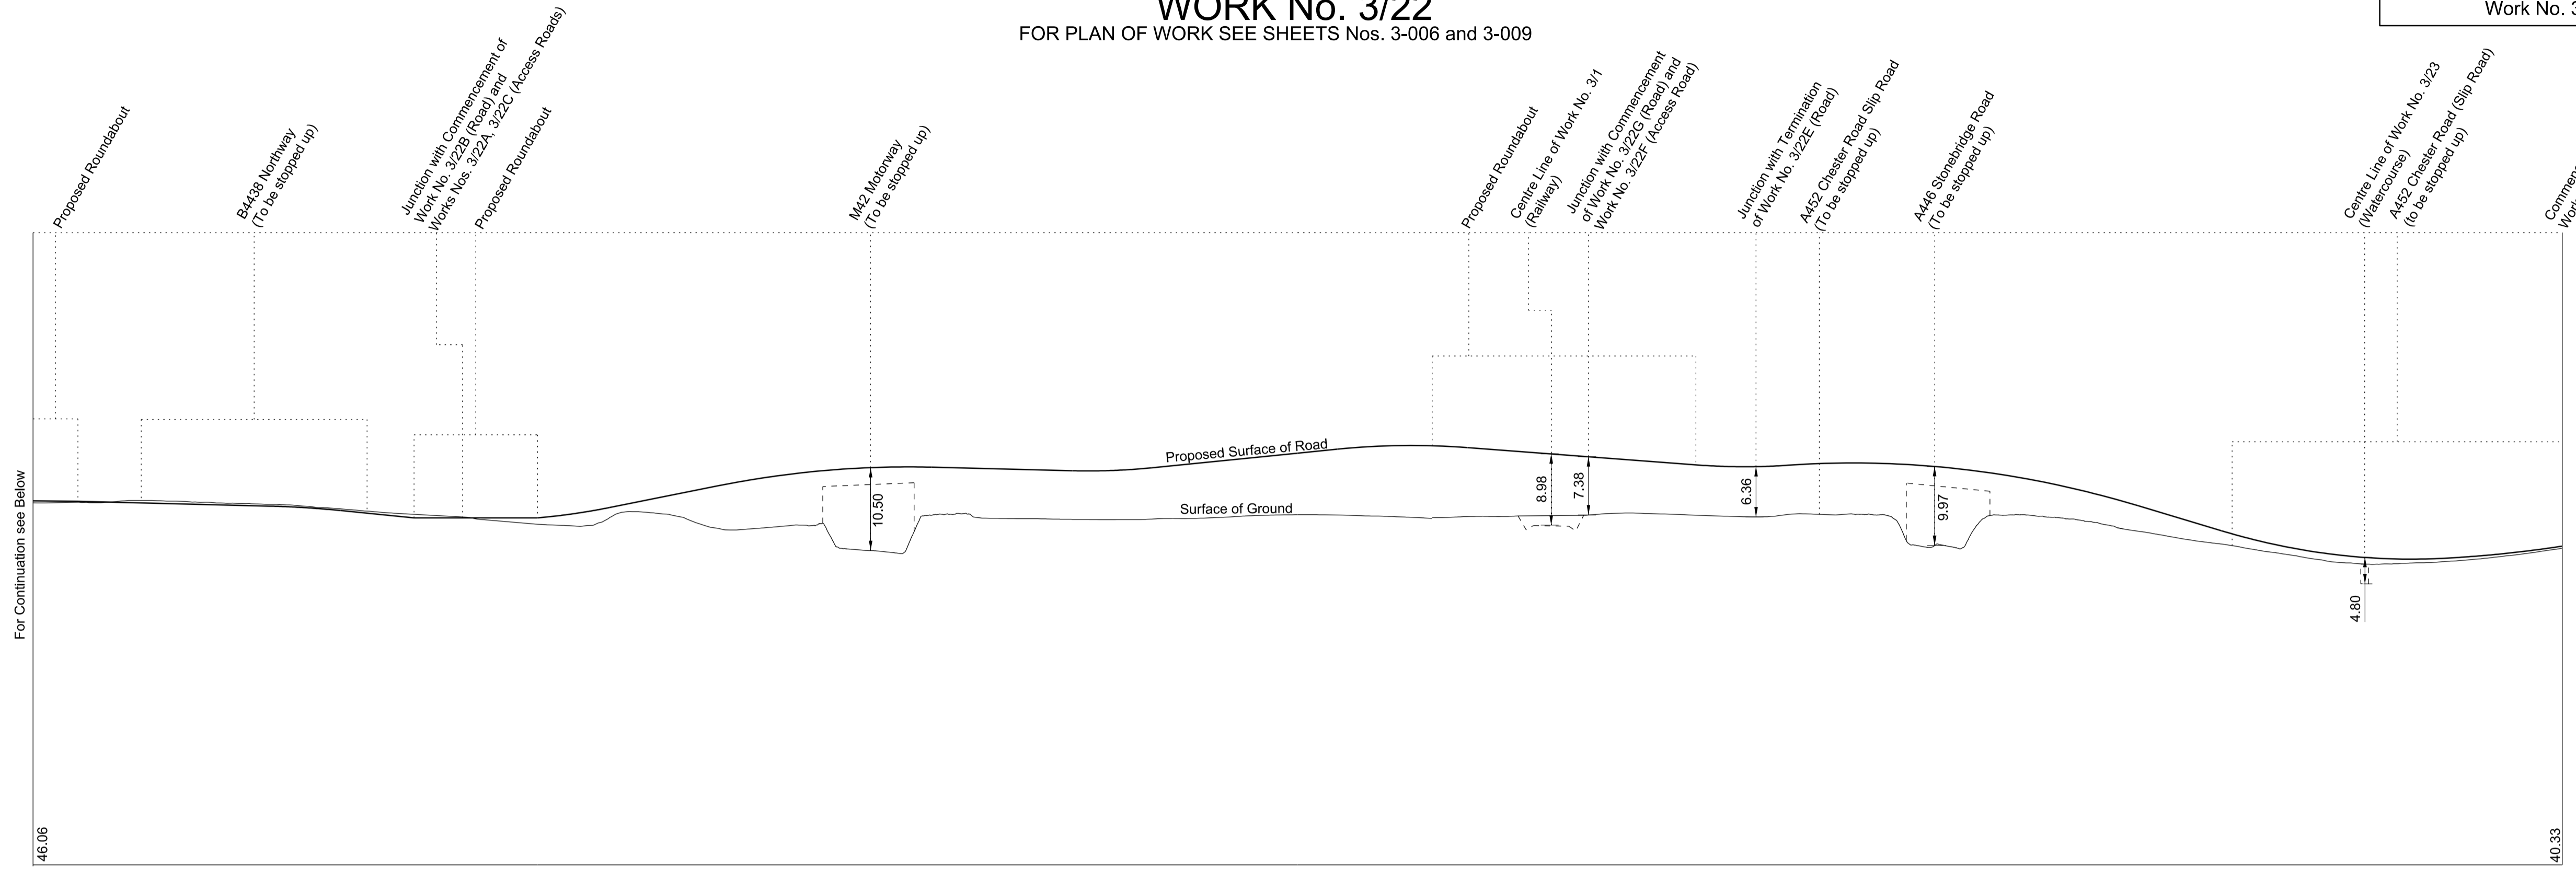 WORK No. 3/22
FOR PLAN OF WORK SEE SHEETS Nos. 3-006 and 3-009
Work No. 3
Proposed Roundabout
B4438 Northway
(To be stopped up)
Junction with Commencement of
Work No. 3/22B (Road) and
Works Nos. 3/22A, 3/22C (Access Roads)
Proposed Roundabout
M42 Motorway
(To be stopped up)
Proposed Roundabout
Centre Line of Work No. 3/1
(Railway)
Junction with Commencement
of Work No. 3/22G (Road) and
Work No. 3/22F (Access Road)
Junction with Termination
of Work No. 3/22E (Road)
A452 Chester Road Slip Road
(To be stopped up)
A446 Stonebridge Road
(To be stopped up)
Centre Line of Work No. 3/23
(Watercourse)
A452 Chester Road (Slip Road)
(to be stopped up)
Commen
Work
For Continuation see Below
Proposed Surface of Road
Surface of Ground
10.50
8.98
7.38
6.36
9.97
4.80
46.06
40.33